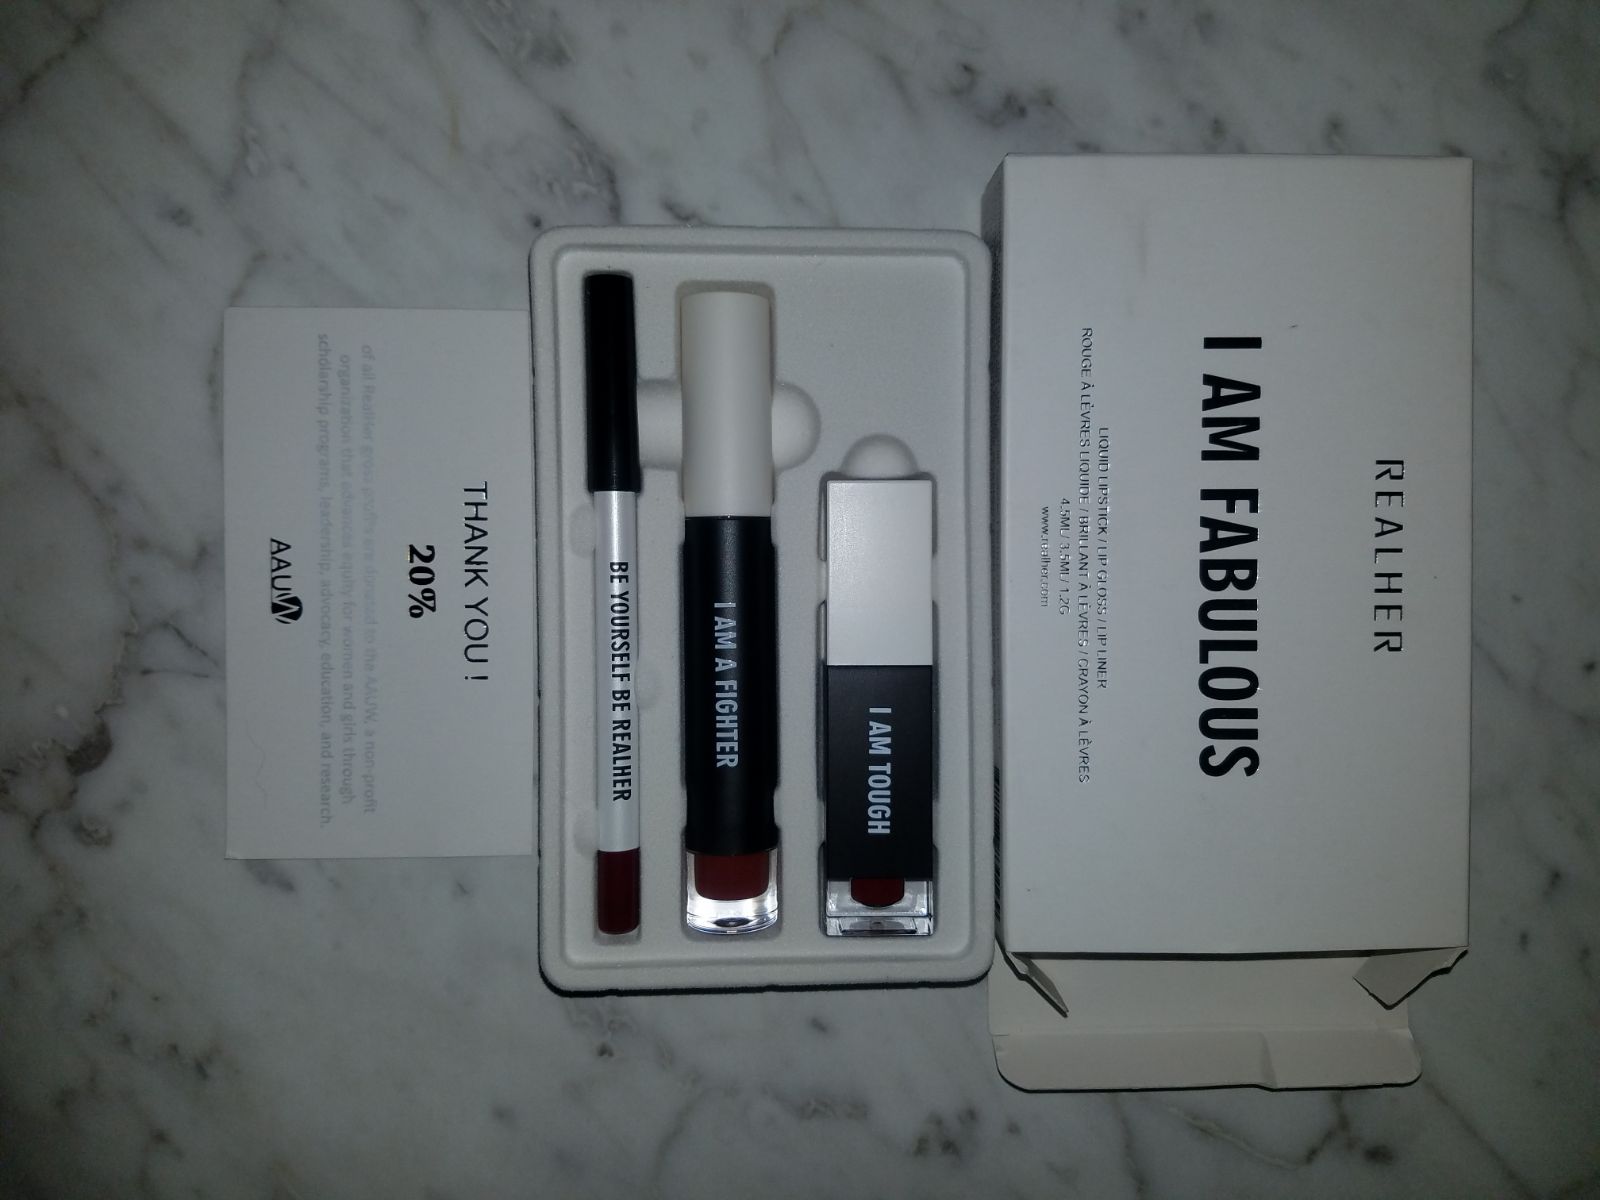 REALHER
I AM FABULOUS
LIQUID LIPSTICK / LIP GLOSS / LIP LINER
ROUGE À LÈVRES LIQUIDE / BRILLANT À LÈVRES / CRAYON À LÈVRES
4.5ML / 3.5ML / 1.2G
www.realher.com
I AM TOUGH
I AM A FIGHTER
BE YOURSELF BE REALHER
THANK YOU !
20%
of all RealHer gross profits are donated to the AAUW, a non-profit
organization that advances equity for women and girls through
scholarship programs, leadership, advocacy, education, and research.
AAUW